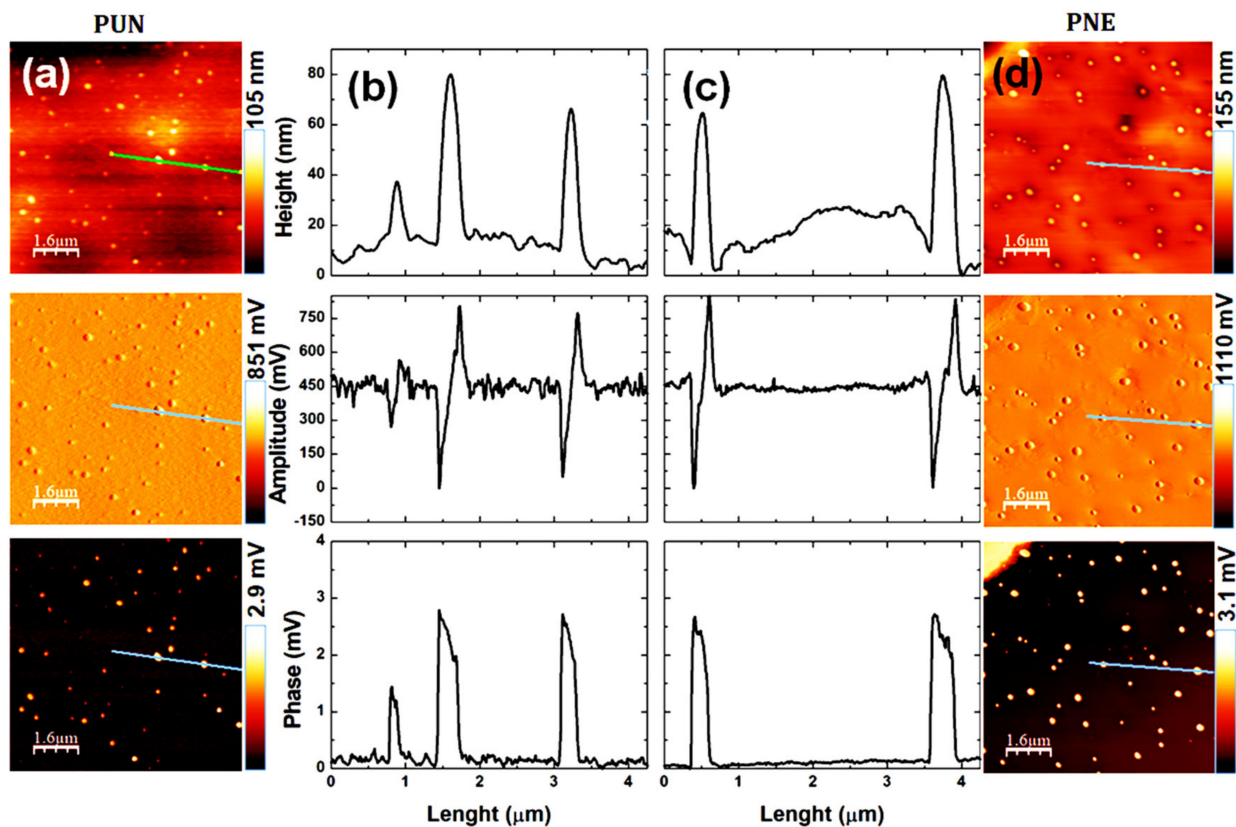 PUN
PNE
(a)
105 nm
1.6µm
Height (nm)
80
60
40
20
0
(b)
(c)
(d)
155 nm
1.6µm
851 mV
1.6µm
Amplitude (mV)
750
600
450
300
150
0
-150
1110 mV
1.6µm
2.9 mV
1.6µm
Phase (mV)
4
3
2
1
0
0 1 2 3 4
0 1 2 3 4
Lenght (µm)
Lenght (µm)
3.1 mV
1.6µm